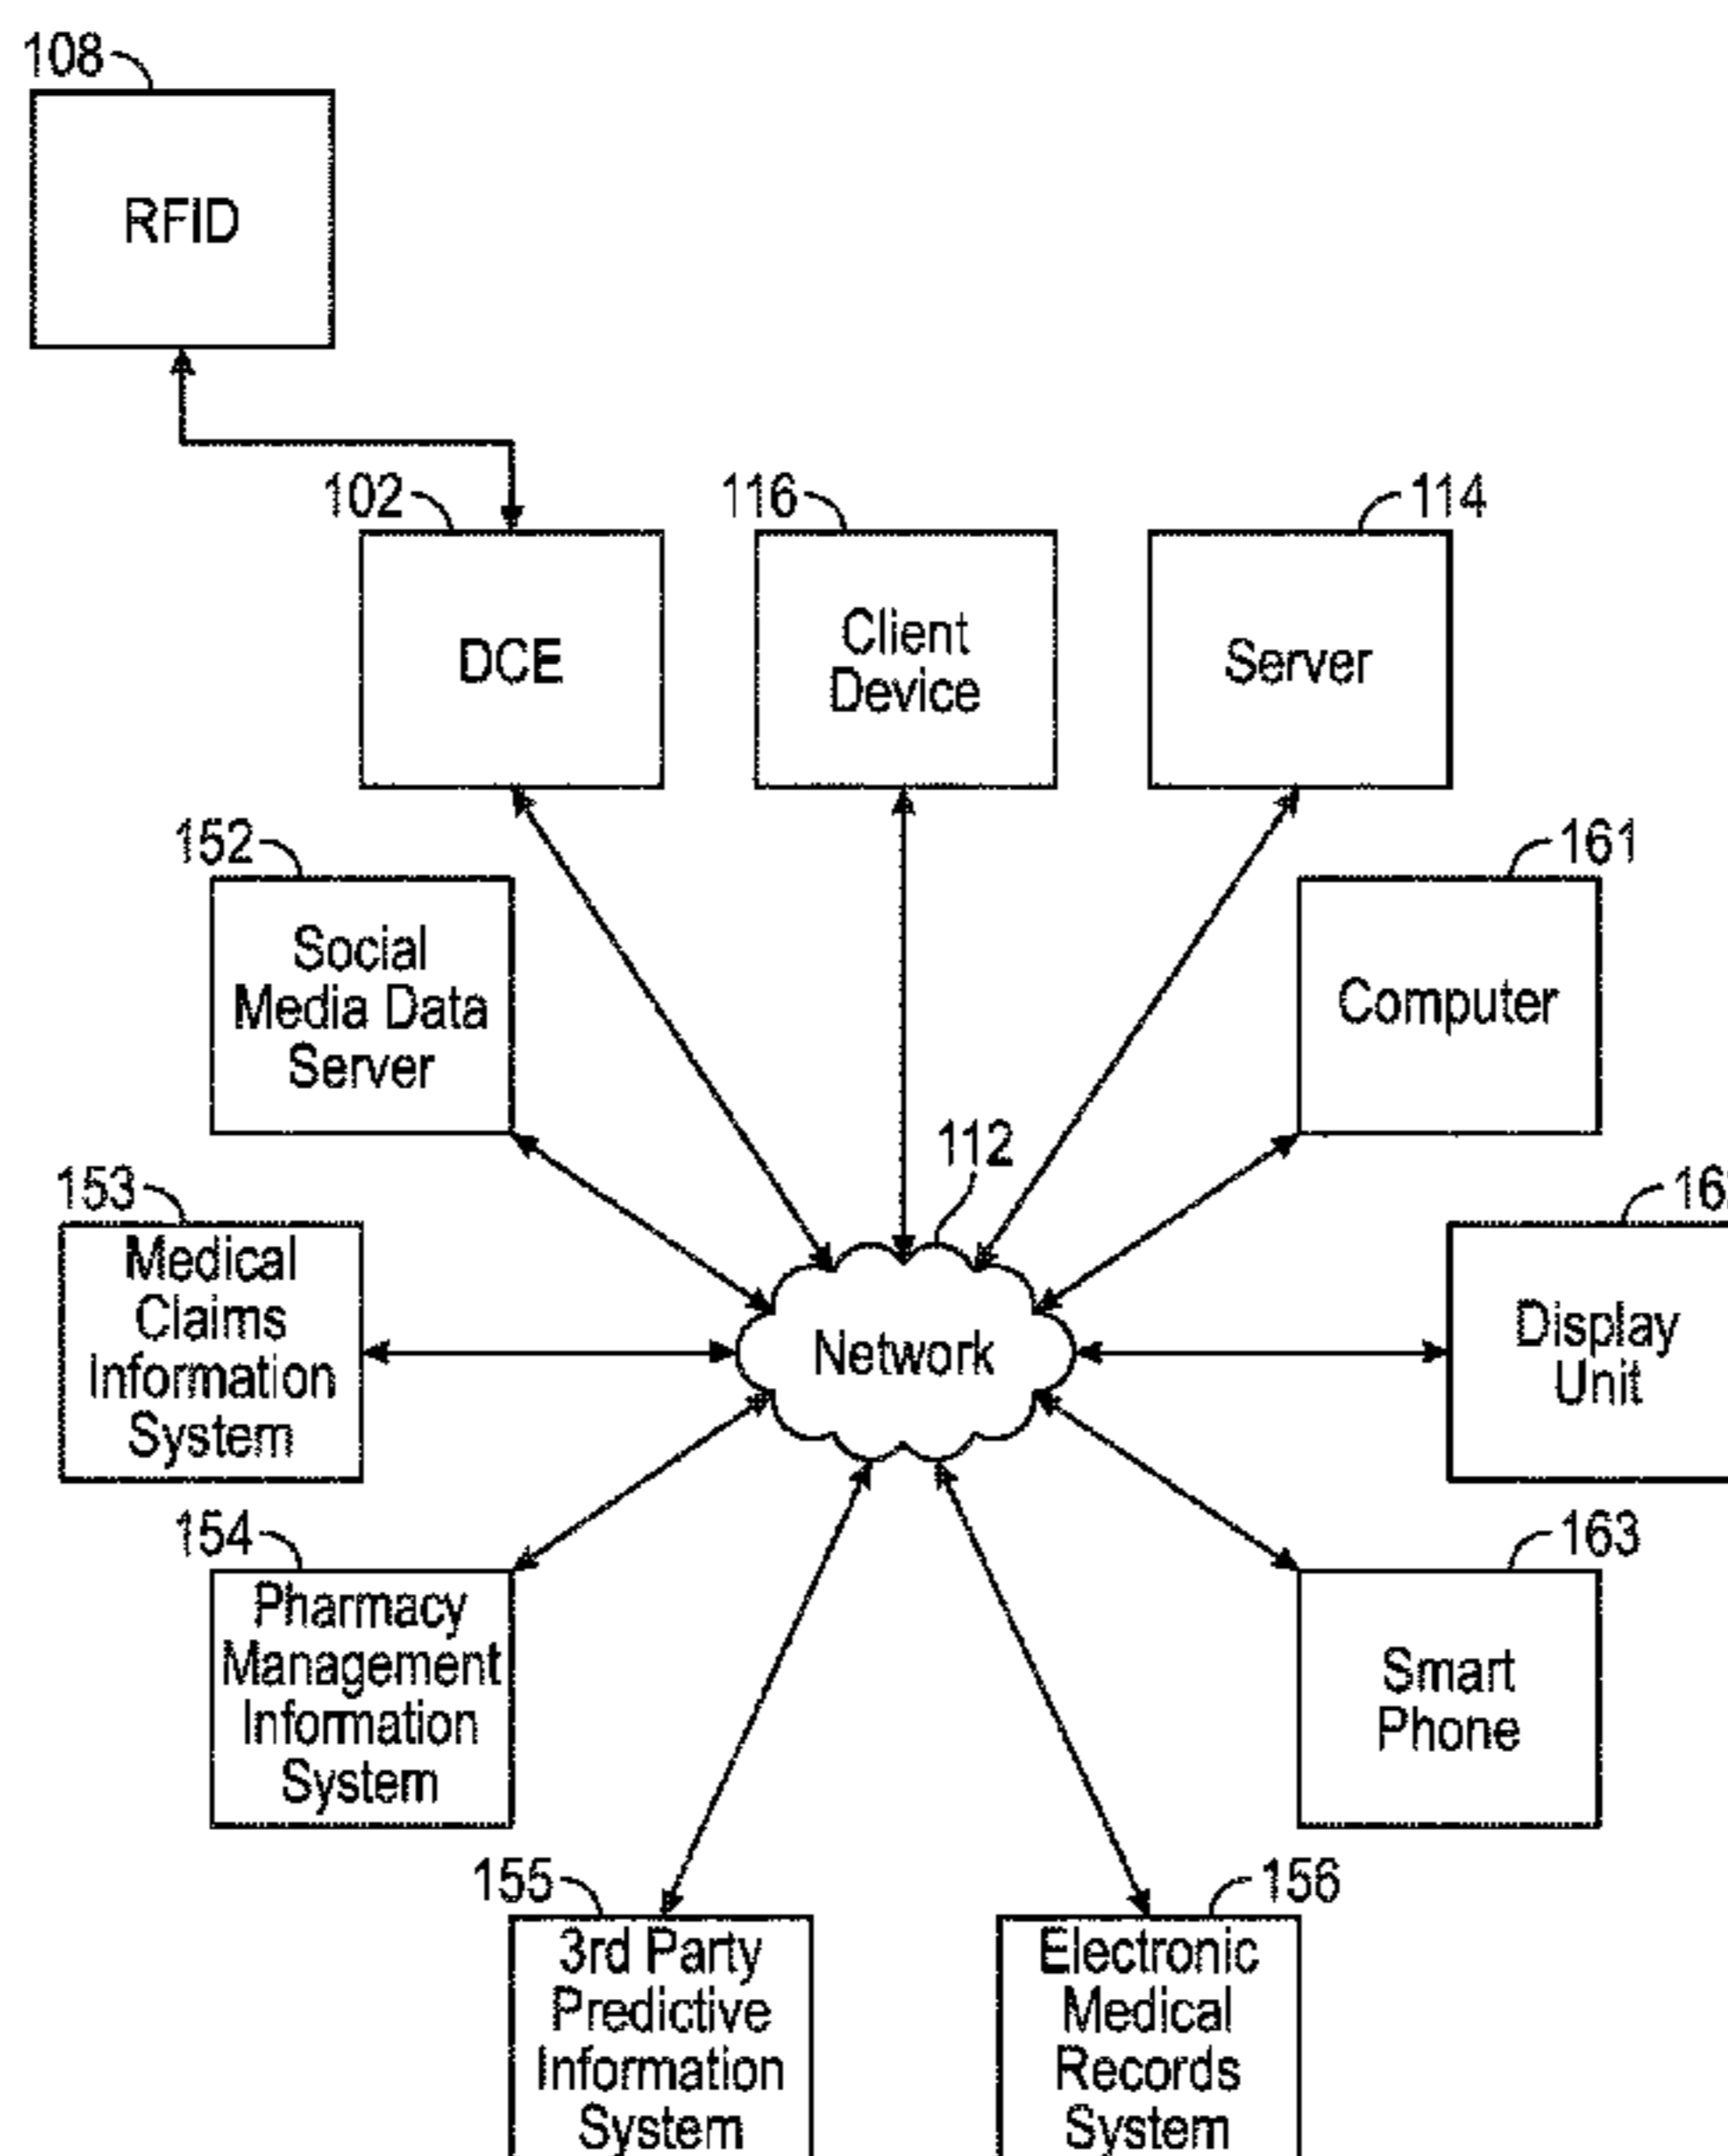 108
RFID
102
116
114
DCE
Client
Device
Server
152
161
Social
Media Data
Server
Computer
112
153
Medical
Claims
Information
System
Network
Display
Unit
154
163
Pharmacy
Management
Information
System
Smart
Phone
155
156
3rd Party
Predictive
Information
System
Electronic
Medical
Records
System